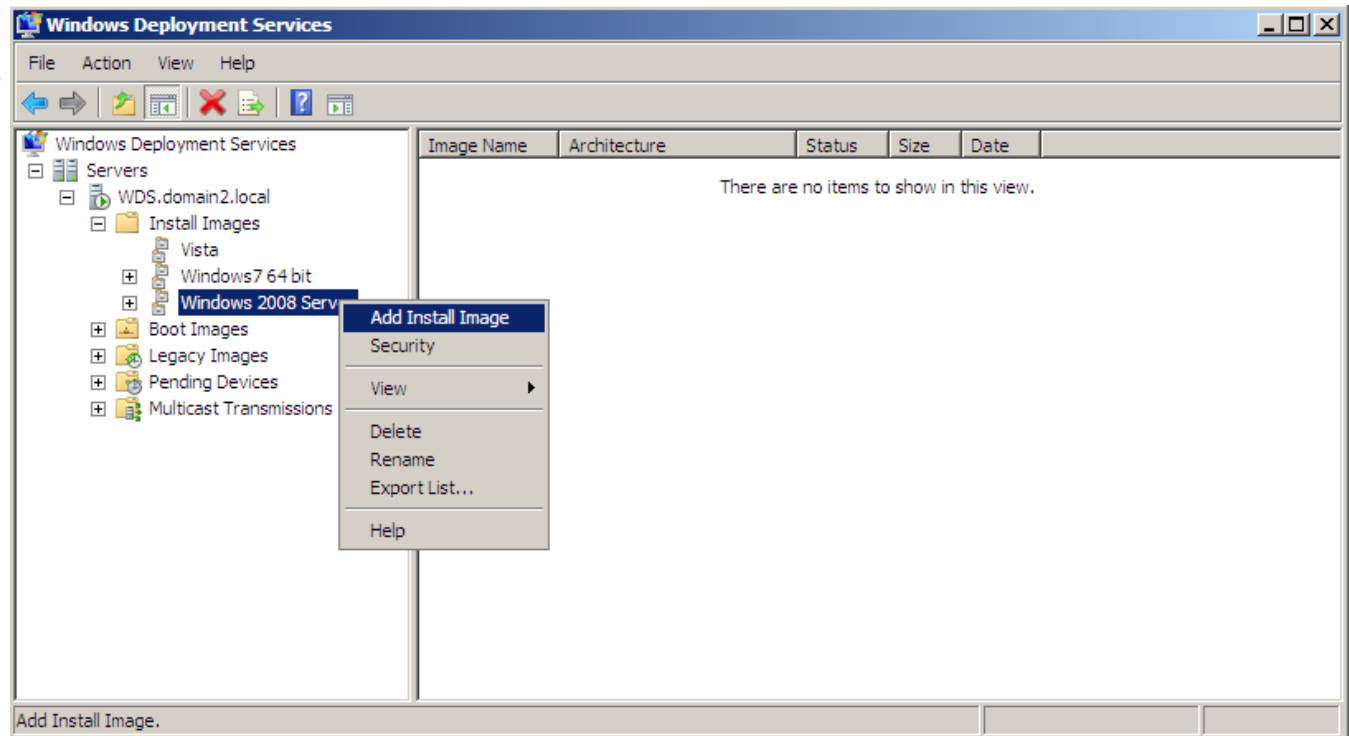 Windows Deployment Services
File Action View Help
Windows Deployment Services
Servers
WDS.domain2.local
Install Images
Vista
Windows7 64 bit
Windows 2008 Serv
Boot Images
Legacy Images
Pending Devices
Multicast Transmissions
Image Name Architecture Status Size Date
There are no items to show in this view.
Add Install Image
Security
View
Delete
Rename
Export List...
Help
Add Install Image.